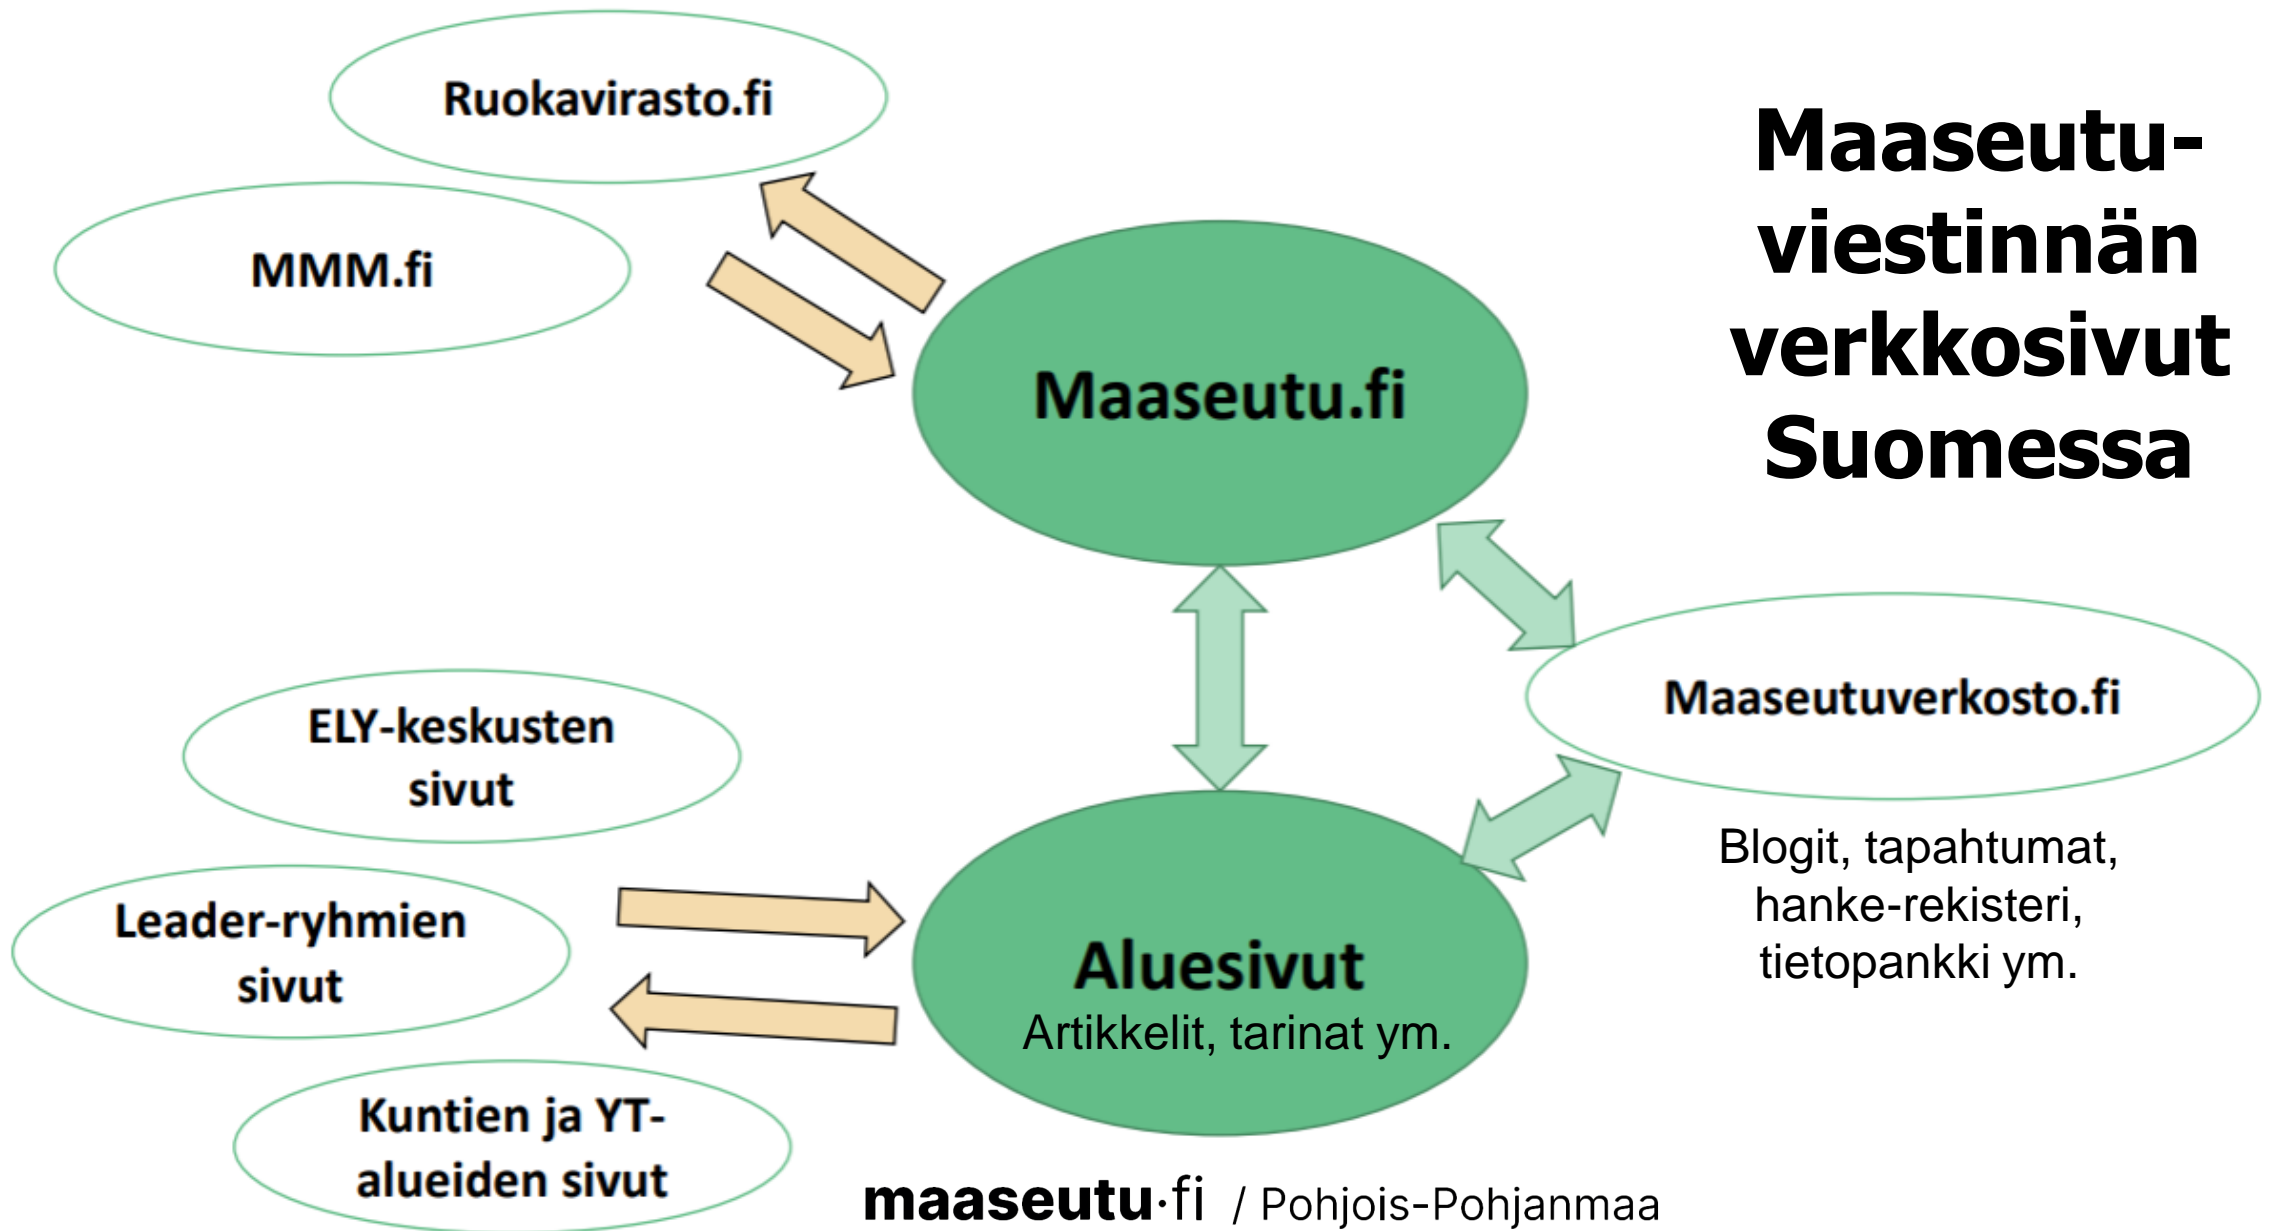 Maaseutu-
viestinnän
verkkosivut
Suomessa
Ruokavirasto.fi
MMM.fi
Maaseutu.fi
Maaseutuverkosto.fi
Blogit, tapahtumat,
hanke-rekisteri,
tietopankki ym.
ELY-keskusten
sivut
Leader-ryhmien
sivut
Kuntien ja YT-
alueiden sivut
Aluesivut
Artikkelit, tarinat ym.
maaseutu·fi / Pohjois-Pohjanmaa